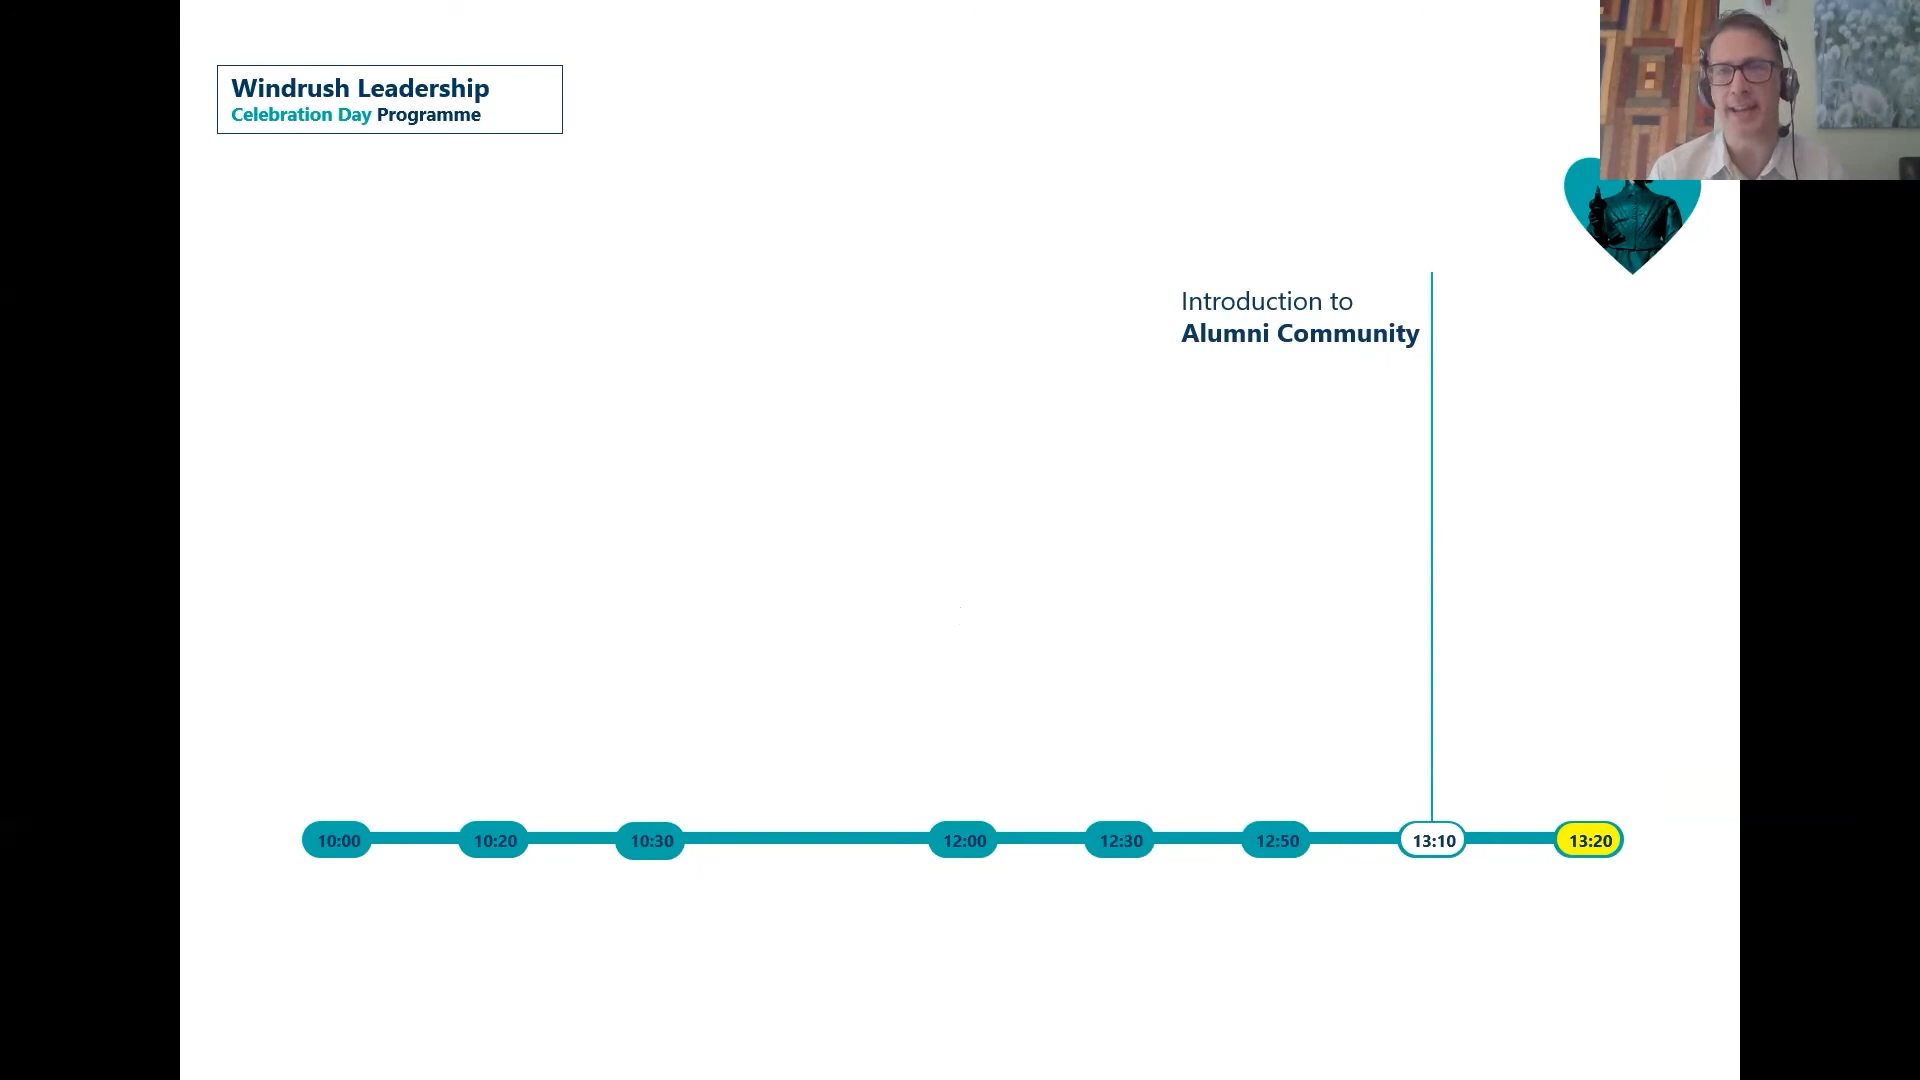 Windrush Leadership
Celebration Day Programme
Introduction to
Alumni Community
10:00 10:20 10:30 12:00 12:30 12:50 13:10 13:20